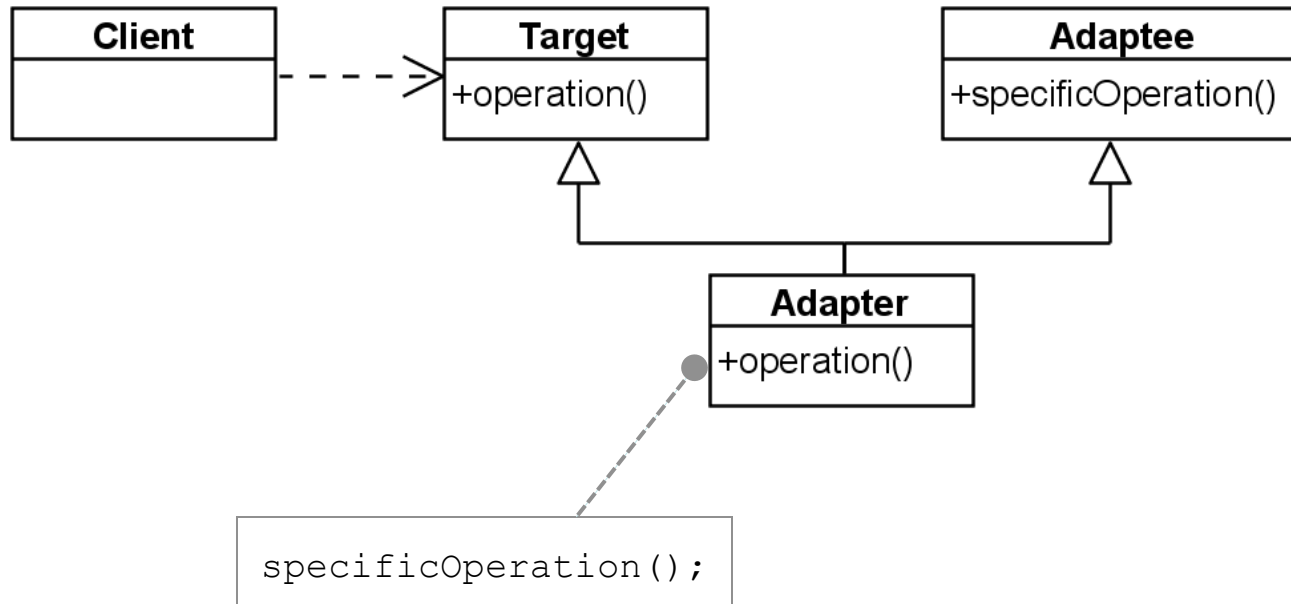 Client
Target
+operation()
Adaptee
+specificOperation()
Adapter
+operation()
specificOperation();